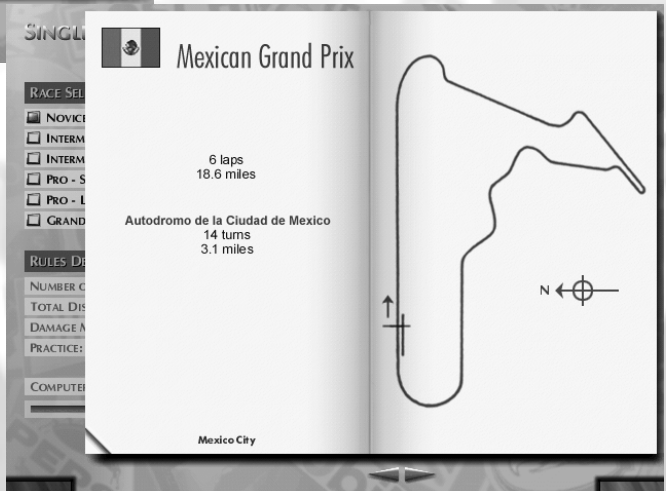 SINGL
Mexican Grand Prix
RACE SEL
NOVICE
INTERM
INTERM
PRO - S
PRO - L
GRAND
6 laps
18.6 miles
Autodromo de la Ciudad de Mexico
14 turns
3.1 miles
RULES DE
NUMBER O
TOTAL DIS
DAMAGE M
PRACTICE:
COMPUTER
N
Mexico City